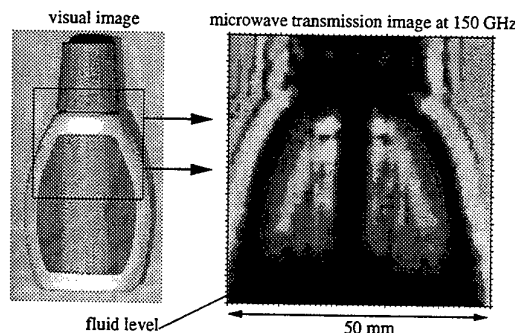 visual image
microwave transmission image at 150 GHz
fluid level
50 mm